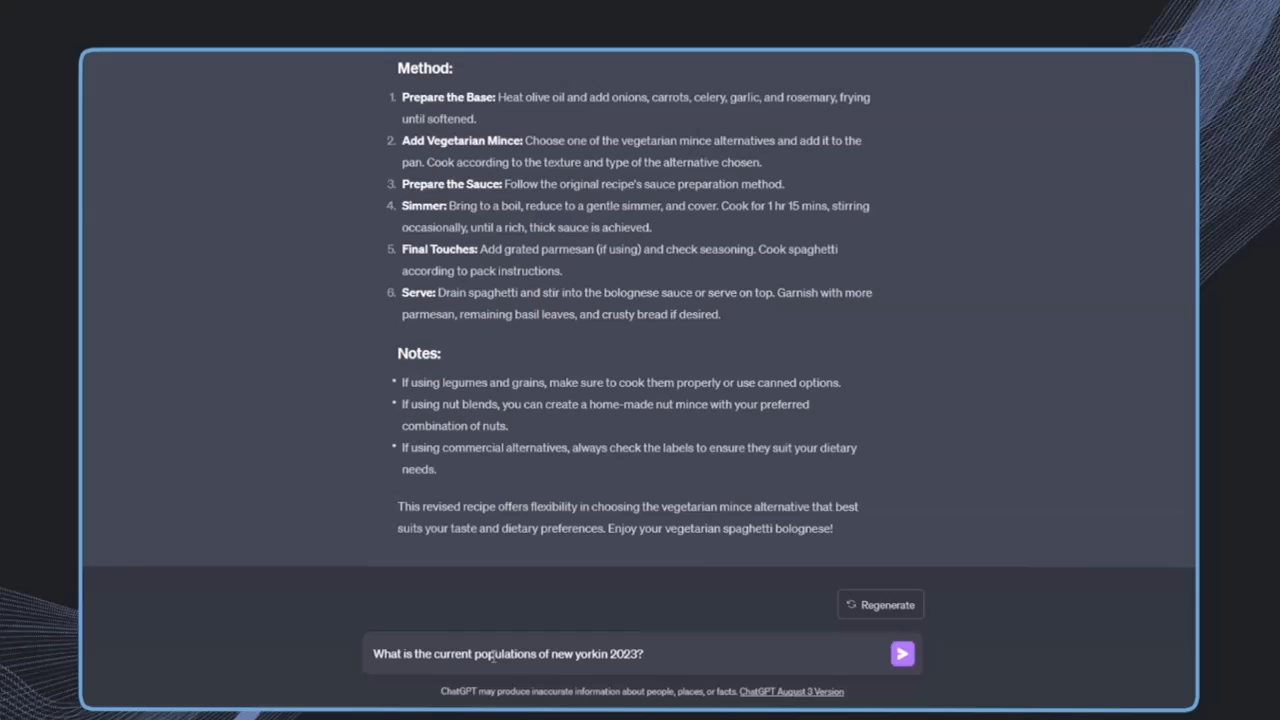 Method:
1. Prepare the Base: Heat olive oil and add onions, carrots, celery, garlic, and rosemary, frying
until softened.
2. Add Vegetarian Mince: Choose one of the vegetarian mince alternatives and add it to the
pan. Cook according to the texture and type of the alternative chosen.
3. Prepare the Sauce: Follow the original recipe's sauce preparation method.
4. Simmer: Bring to a boil, reduce to a gentle simmer, and cover. Cook for 1 hr 15 mins, stirring
occasionally, until a rich, thick sauce is achieved.
5. Final Touches: Add grated parmesan (if using) and check seasoning. Cook spaghetti
according to pack instructions.
6. Serve: Drain spaghetti and stir into the bolognese sauce or serve on top. Garnish with more
parmesan, remaining basil leaves, and crusty bread if desired.
Notes:
• If using legumes and grains, make sure to cook them properly or use canned options.
• If using nut blends, you can create a home-made nut mince with your preferred
combination of nuts.
• If using commercial alternatives, always check the labels to ensure they suit your dietary
needs.
This revised recipe offers flexibility in choosing the vegetarian mince alternative that best
suits your taste and dietary preferences. Enjoy your vegetarian spaghetti bolognese!
Regenerate
What is the current populations of new yorkin 2023?
ChatGPT may produce inaccurate information about people, places, or facts. ChatGPT August 3 Version